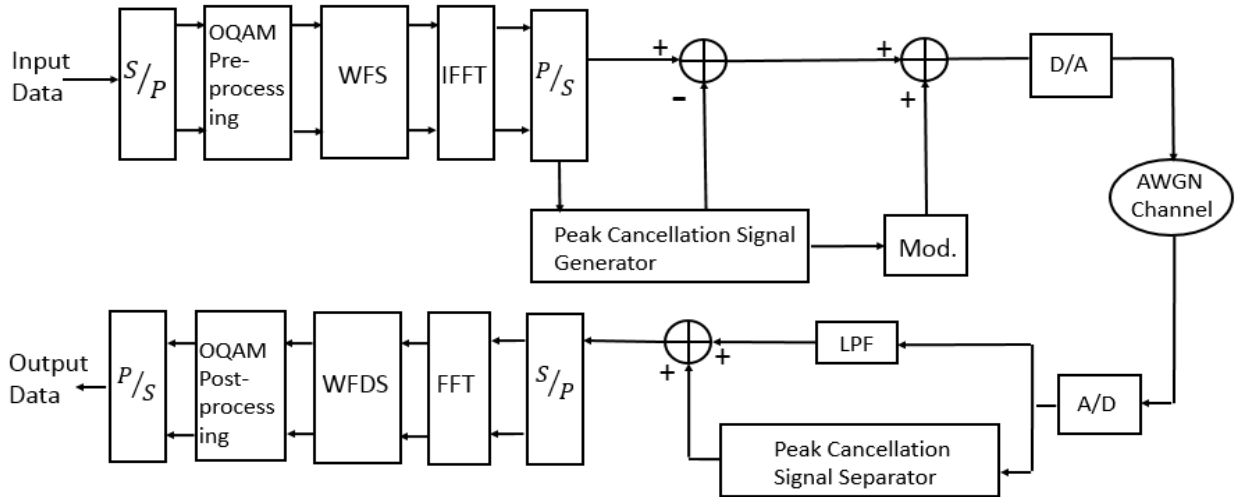 Input
Data
S/P
OQAM
Pre-
process
ing
WFS
IFFT
P/S
+
-
+
+
D/A
AWGN
Channel
Peak Cancellation Signal
Generator
Mod.
Output
Data
P/S
OQAM
Post-
process
ing
WFDS
FFT
S/P
+
+
LPF
A/D
Peak Cancellation
Signal Separator